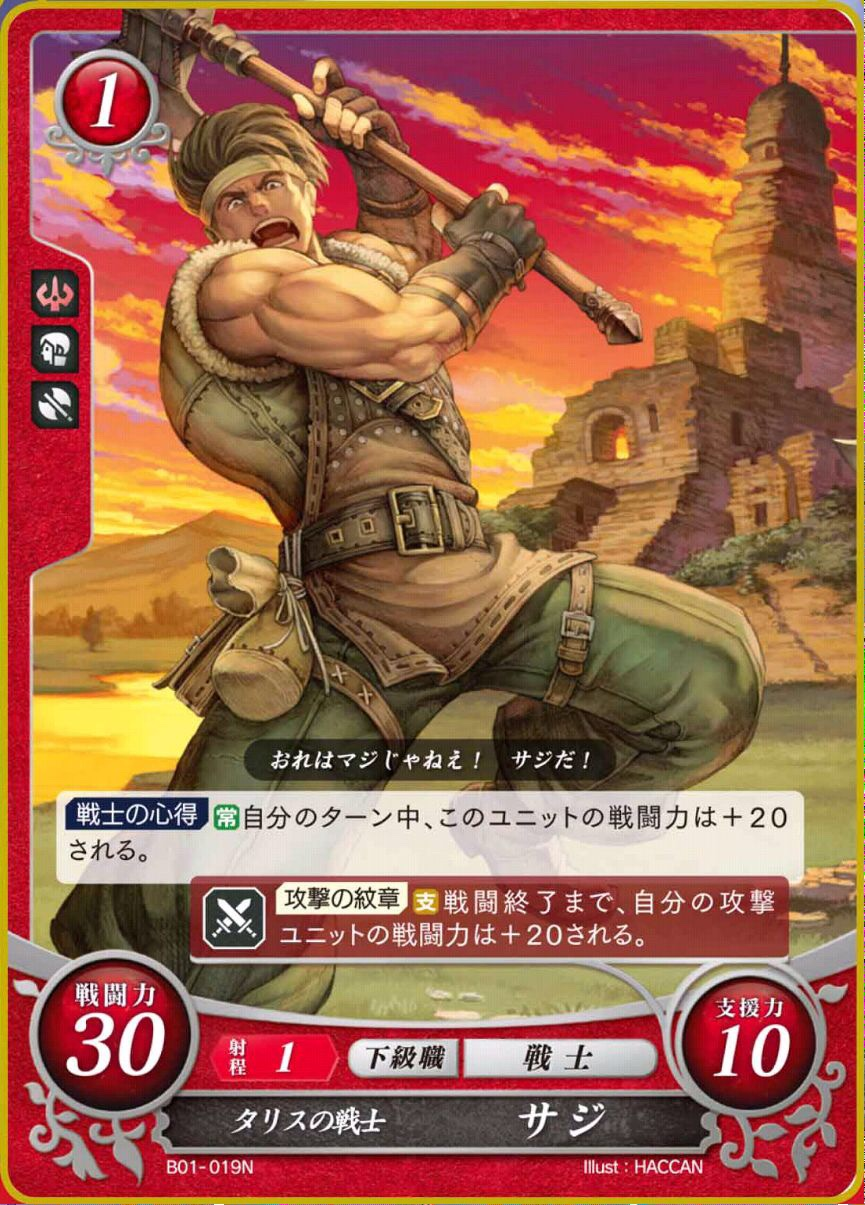 1
おれはマジじゃねえ！　サジだ！
戦士の心得 常 自分のターン中、このユニットの戦闘力は＋20
される。
攻撃の紋章 支 戦闘終了まで、自分の攻撃
ユニットの戦闘力は＋20される。
戦闘力
30
射程 1 下級職 戦士
支援力
10
タリスの戦士 サジ
B01-019N Illust : HACCAN